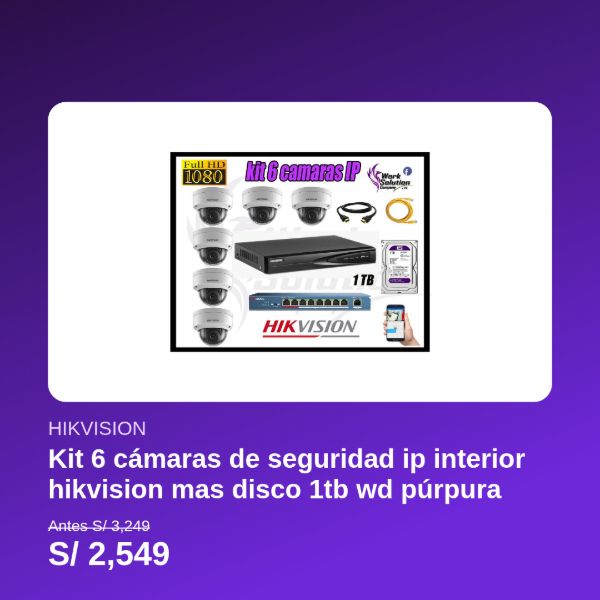 Full HD
1080
kit 6 camaras IP
Work
Solution
Company
1 TB
HIKVISION
HIKVISION
Kit 6 cámaras de seguridad ip interior
hikvision mas disco 1tb wd púrpura
Antes S/ 3,249
S/ 2,549